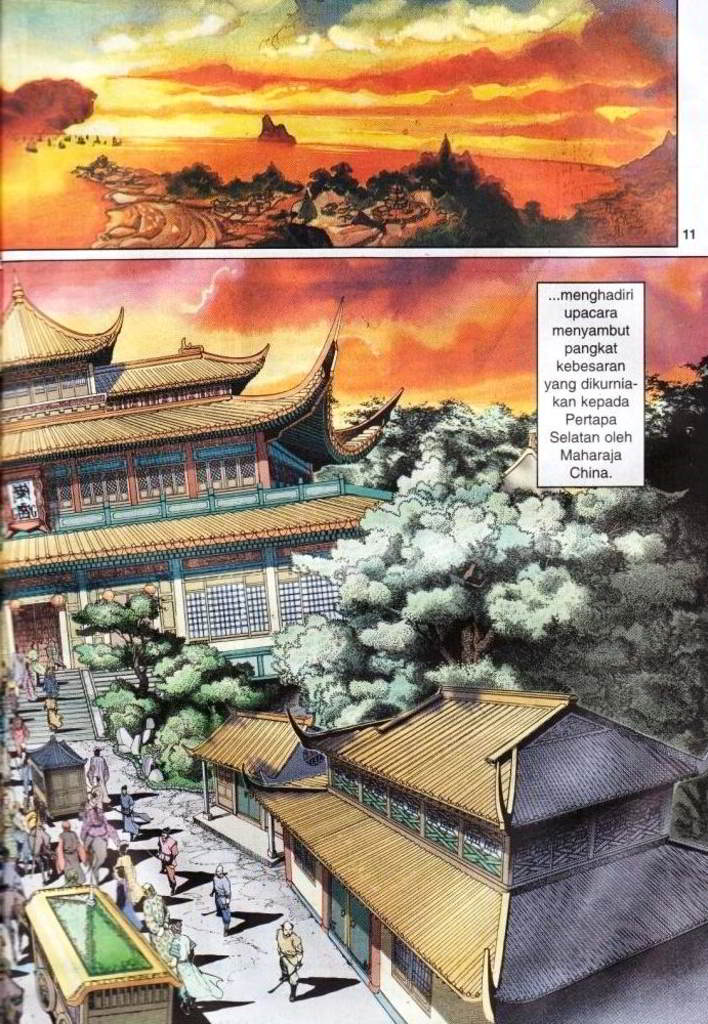 11
...menghadiri
upacara
menyambut
pangkat
kebesaran
yang dikurnia-
kan kepada
Pertapa
Selatan oleh
Maharaja
China.